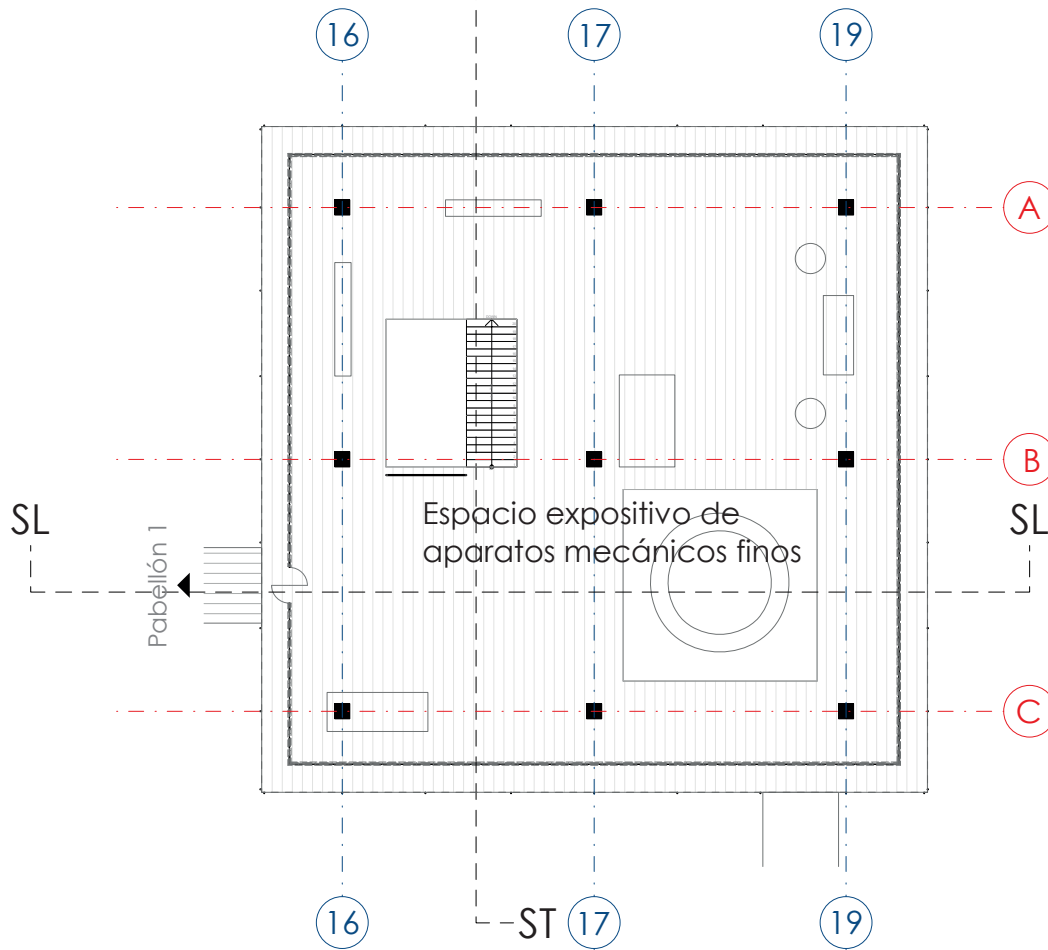 16
17
19
A
B
SL
SL
Espacio expositivo de
aparatos mecánicos finos
Pabellón 1
C
ST
16
17
19